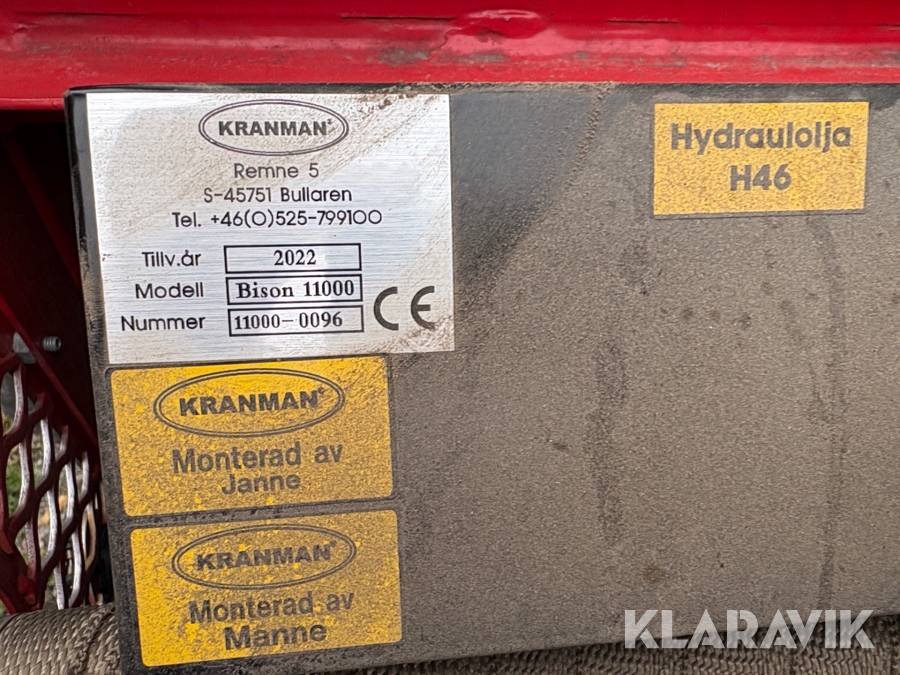 KRANMAN
Remne 5
S-45751 Bullaren
Tel. +46(0)525-799100
Tillv.år 2022
Modell Bison 11000
Nummer 11000-0096 CE
Hydraulolja
H46
KRANMAN
Monterad av
Janne
KRANMAN
Monterad av
Manne
KLARAVIK